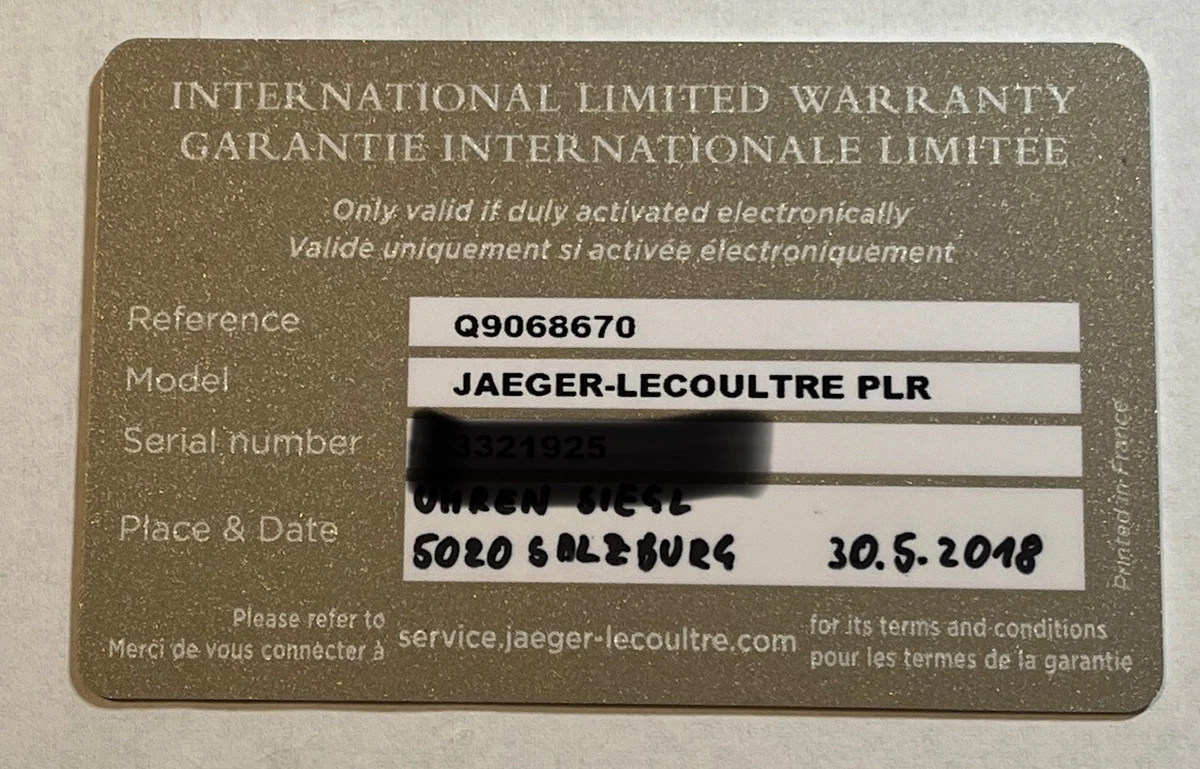 INTERNATIONAL LIMITED WARRANTY
GARANTIE INTERNATIONALE LIMITÉE
Only valid if duly activated electronically
Valide uniquement si activée électroniquement
Reference Q9068670
Model JAEGER-LECOULTRE PLR
Serial number 3321925
UHREN SIEGL
Place & Date
5020 SALZBURG 30.5.2018
Please refer to
Merci de vous connecter à
service.jaeger-lecoultre.com
for its terms and conditions
pour les termes de la garantie
Printed in France